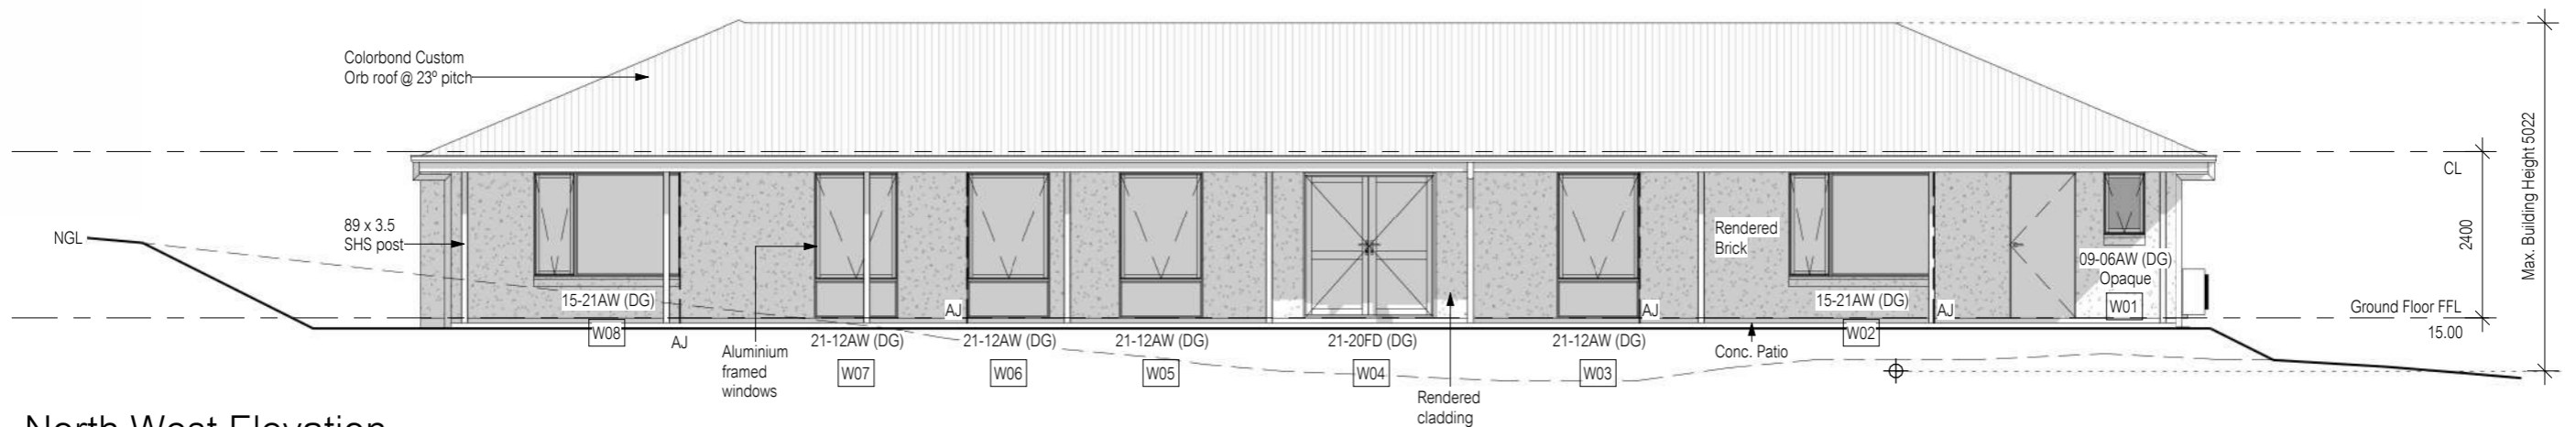 Colorbond Custom
Orb roof @ 23º pitch
Max. Building Height 5022
CL
2400
NGL
89 x 3.5
SHS post
Rendered
Brick
09-06AW (DG)
Opaque
W01
15-21AW (DG)
15-21AW (DG)
AJ
AJ
AJ
Ground Floor FFL
15.00
W08
AJ
21-12AW (DG)
21-12AW (DG)
21-12AW (DG)
21-20FD (DG)
21-12AW (DG)
W02
Aluminium
framed
windows
Conc. Patio
W07
W06
W05
W04
W03
Rendered
cladding
North West Elevation